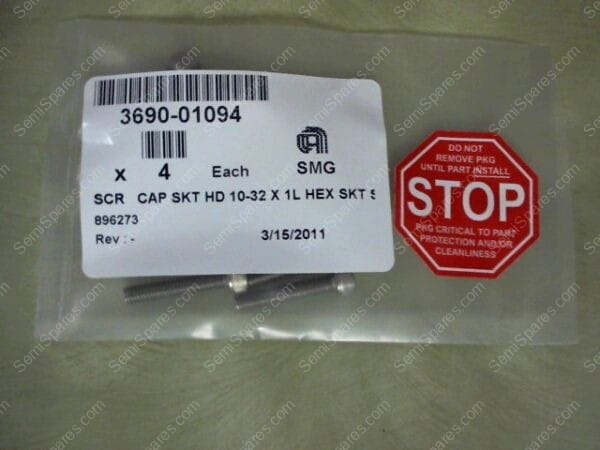 3690-01094
x 4 Each SMG
SCR CAP SKT HD 10-32 X 1L HEX SKT S
896273
Rev : - 3/15/2011
DO NOT
REMOVE PKG
UNTIL PART INSTALL
STOP
PKG CRITICAL TO PART
PROTECTION AND/OR
CLEANLINESS
SemiSpares.com